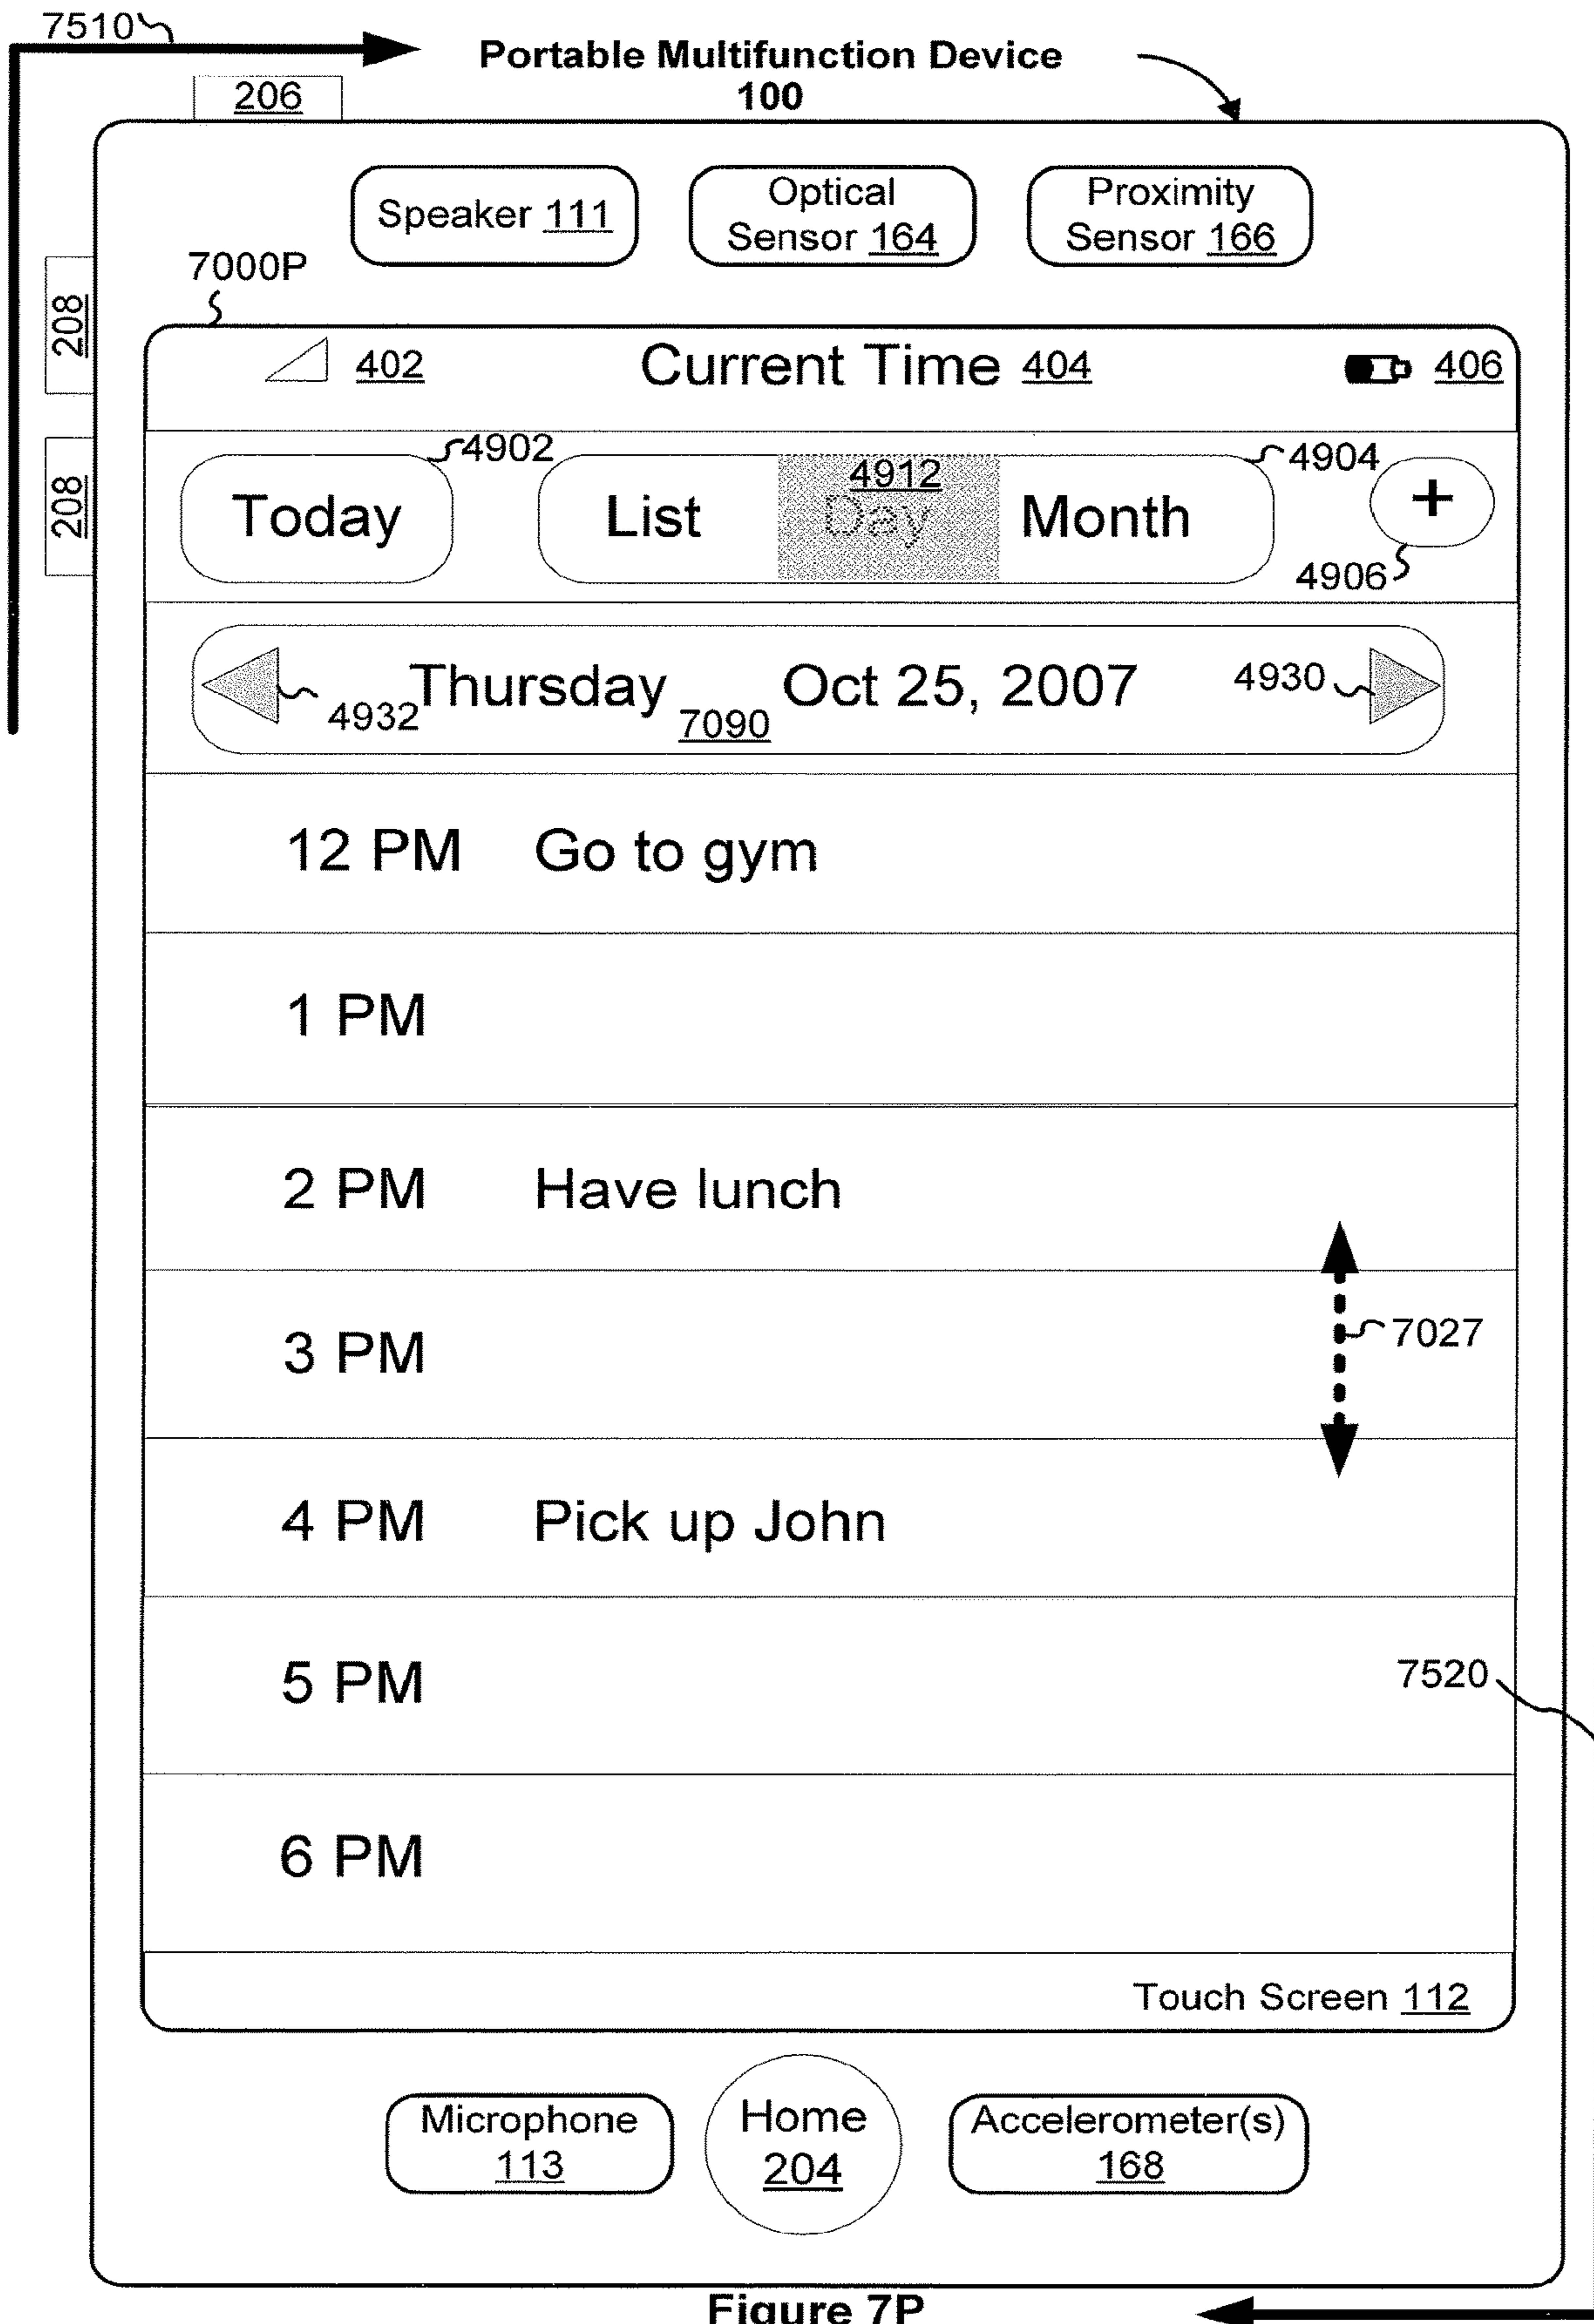 7510
Portable Multifunction Device
100
206
Speaker 111
Optical
Sensor 164
Proximity
Sensor 166
7000P
208
208
402
Current Time 404
406
4902
4904
Today
List
4912
Day
Month
+
4906
Thursday
Oct 25, 2007
4932
7090
4930
12 PM Go to gym
1 PM
2 PM Have lunch
3 PM
7027
4 PM Pick up John
5 PM
7520
6 PM
Touch Screen 112
Microphone
113
Home
204
Accelerometer(s)
168
Figure 7P